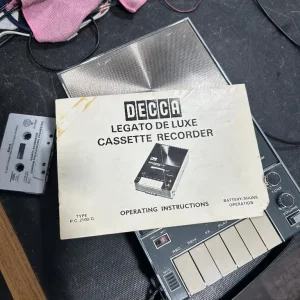 DECCA
LEGATO DE LUXE
CASSETTE RECORDER
OPERATING INSTRUCTIONS
TYPE
BATTERY/MAINS
OPERATION